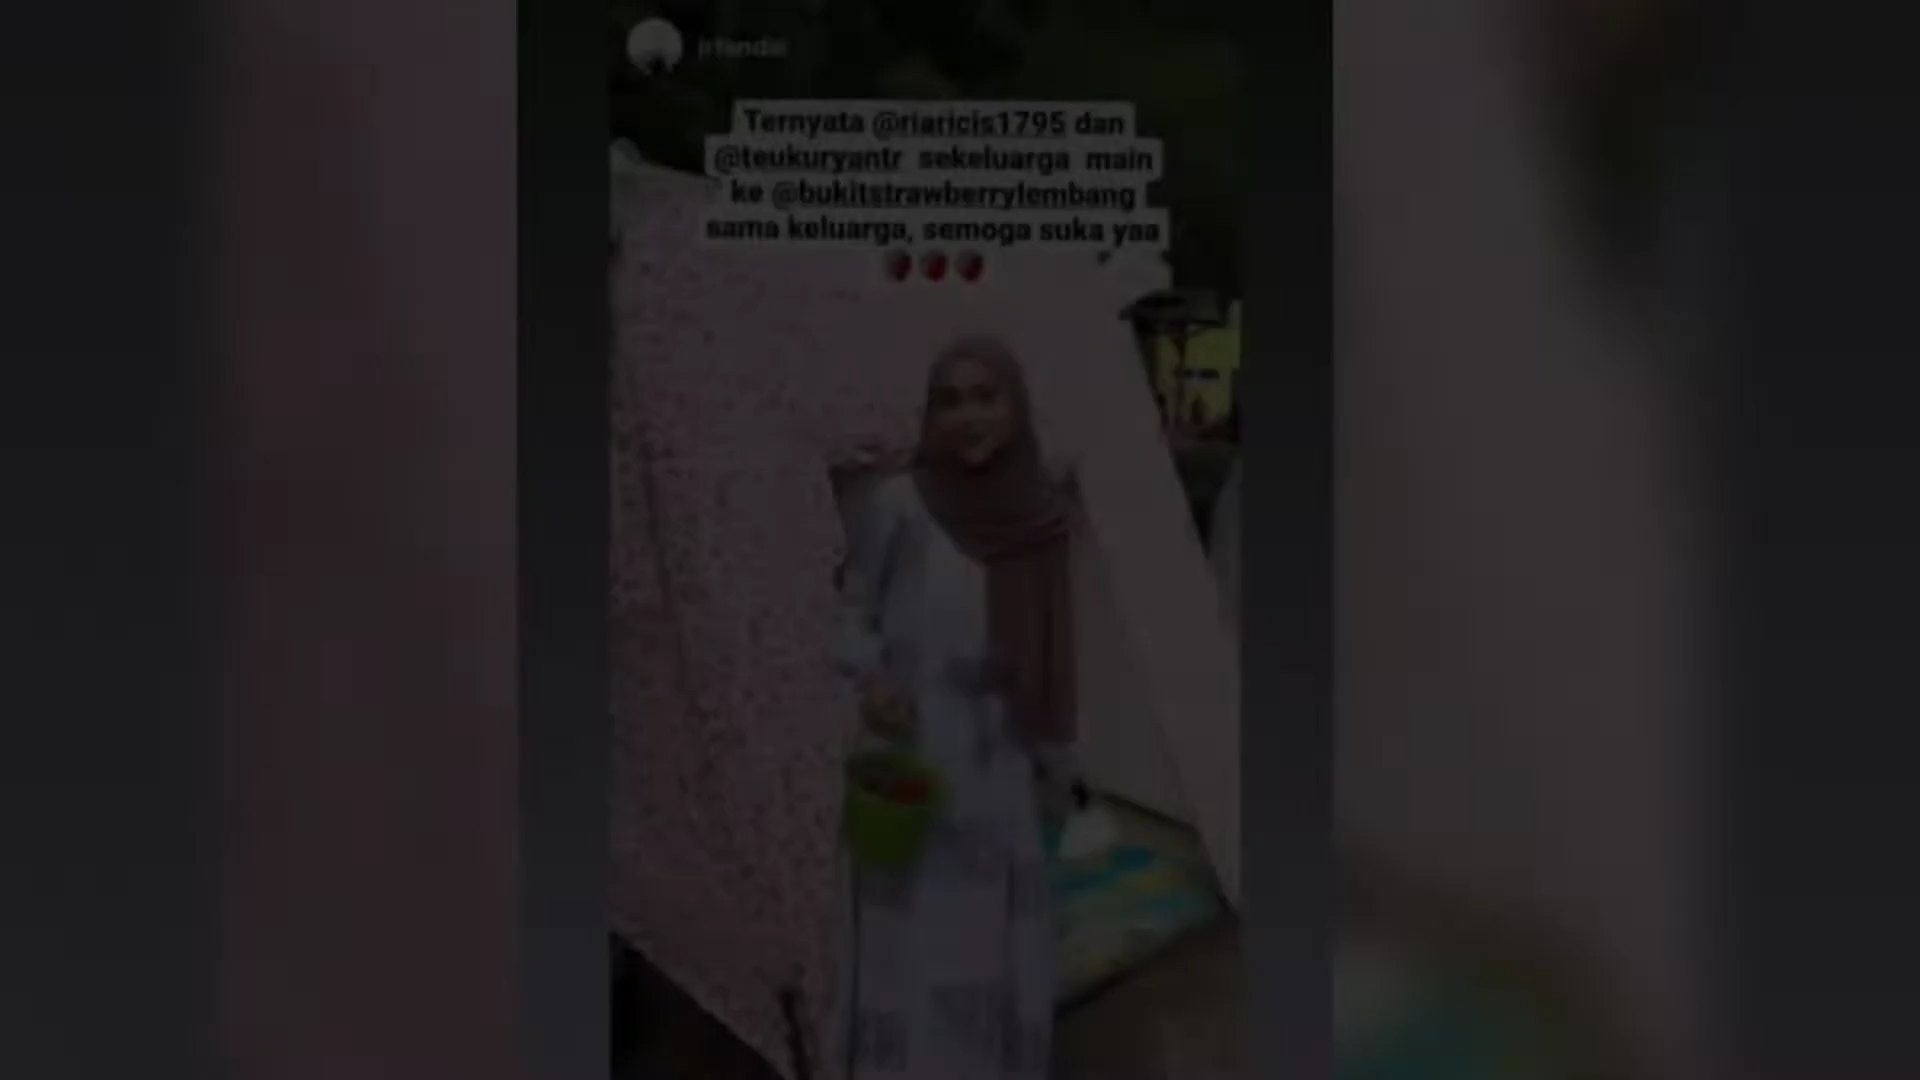 Ternyata @riaricis1795 dan
@teukuryantr sekeluarga main
ke @bukitstrawberrylembang
sama keluarga, semoga suka yaa